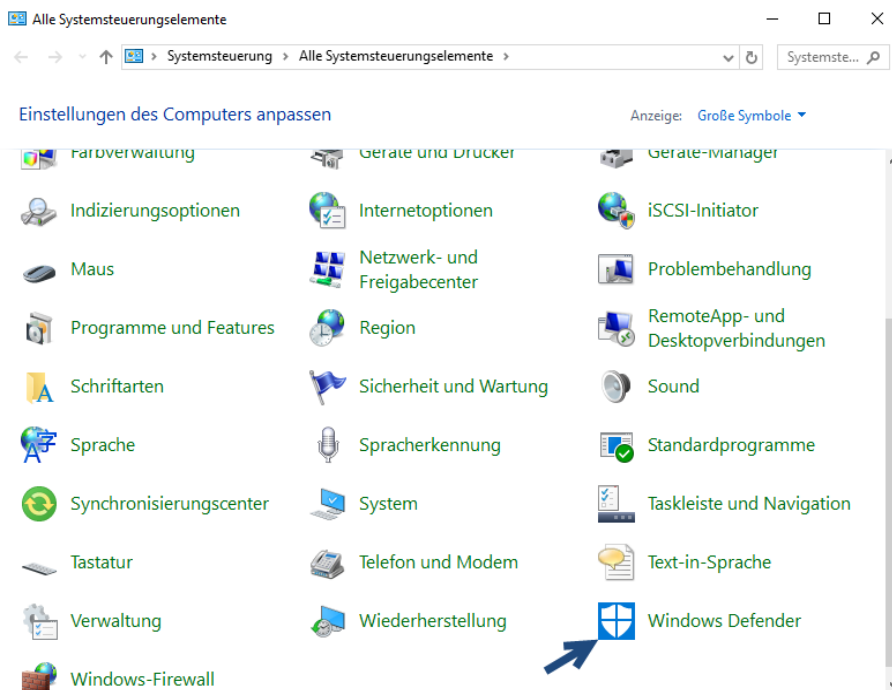 Alle Systemsteuerungselemente
Systemsteuerung > Alle Systemsteuerungselemente >
Systemste...
Einstellungen des Computers anpassen
Anzeige: Große Symbole
Farbverwaltung
Geräte und Drucker
Geräte-Manager
Indizierungsoptionen
Internetoptionen
iSCSI-Initiator
Maus
Netzwerk- und
Freigabecenter
Problembehandlung
Programme und Features
Region
RemoteApp- und
Desktopverbindungen
Schriftarten
Sicherheit und Wartung
Sound
Sprache
Spracherkennung
Standardprogramme
Synchronisierungscenter
System
Taskleiste und Navigation
Tastatur
Telefon und Modem
Text-in-Sprache
Verwaltung
Wiederherstellung
Windows Defender
Windows-Firewall